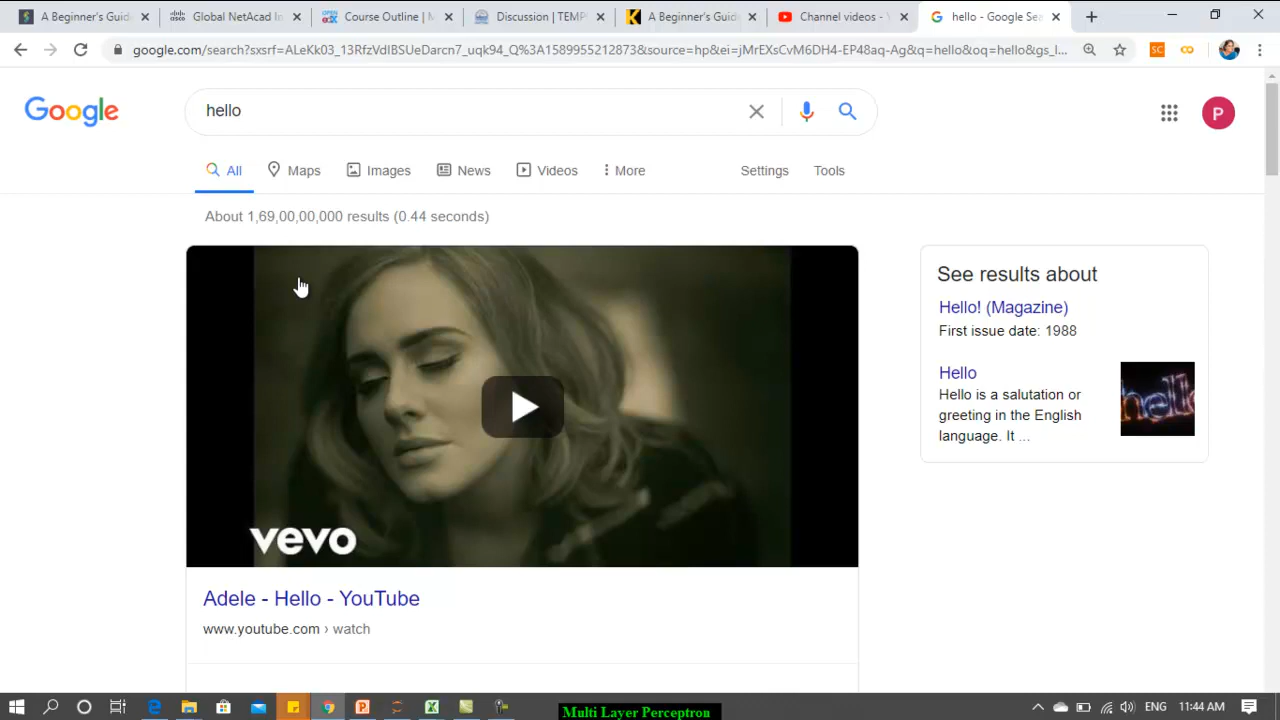 A Beginner's Guid
Global NetAcad In
Course Outline | M
Discussion | TEMP
A Beginner's Guid
Channel videos - Y
hello - Google Sea
google.com/search?sxsrf=ALeKk03_13RfzVdIBSUeDarcn7_uqk94_Q%3A1589955212873&source=hp&ei=jMrEXsCvM6DH4-EP48aq-Ag&q=hello&oq=hello&gs_l...
SC
Google
hello
P
All
Maps
Images
News
Videos
More
Settings
Tools
About 1,69,00,00,000 results (0.44 seconds)
vevo
Adele - Hello - YouTube
www.youtube.com › watch
See results about
Hello! (Magazine)
First issue date: 1988
Hello
Hello is a salutation or
greeting in the English
language. It ...
hello
Multi Layer Perceptron
ENG
11:44 AM